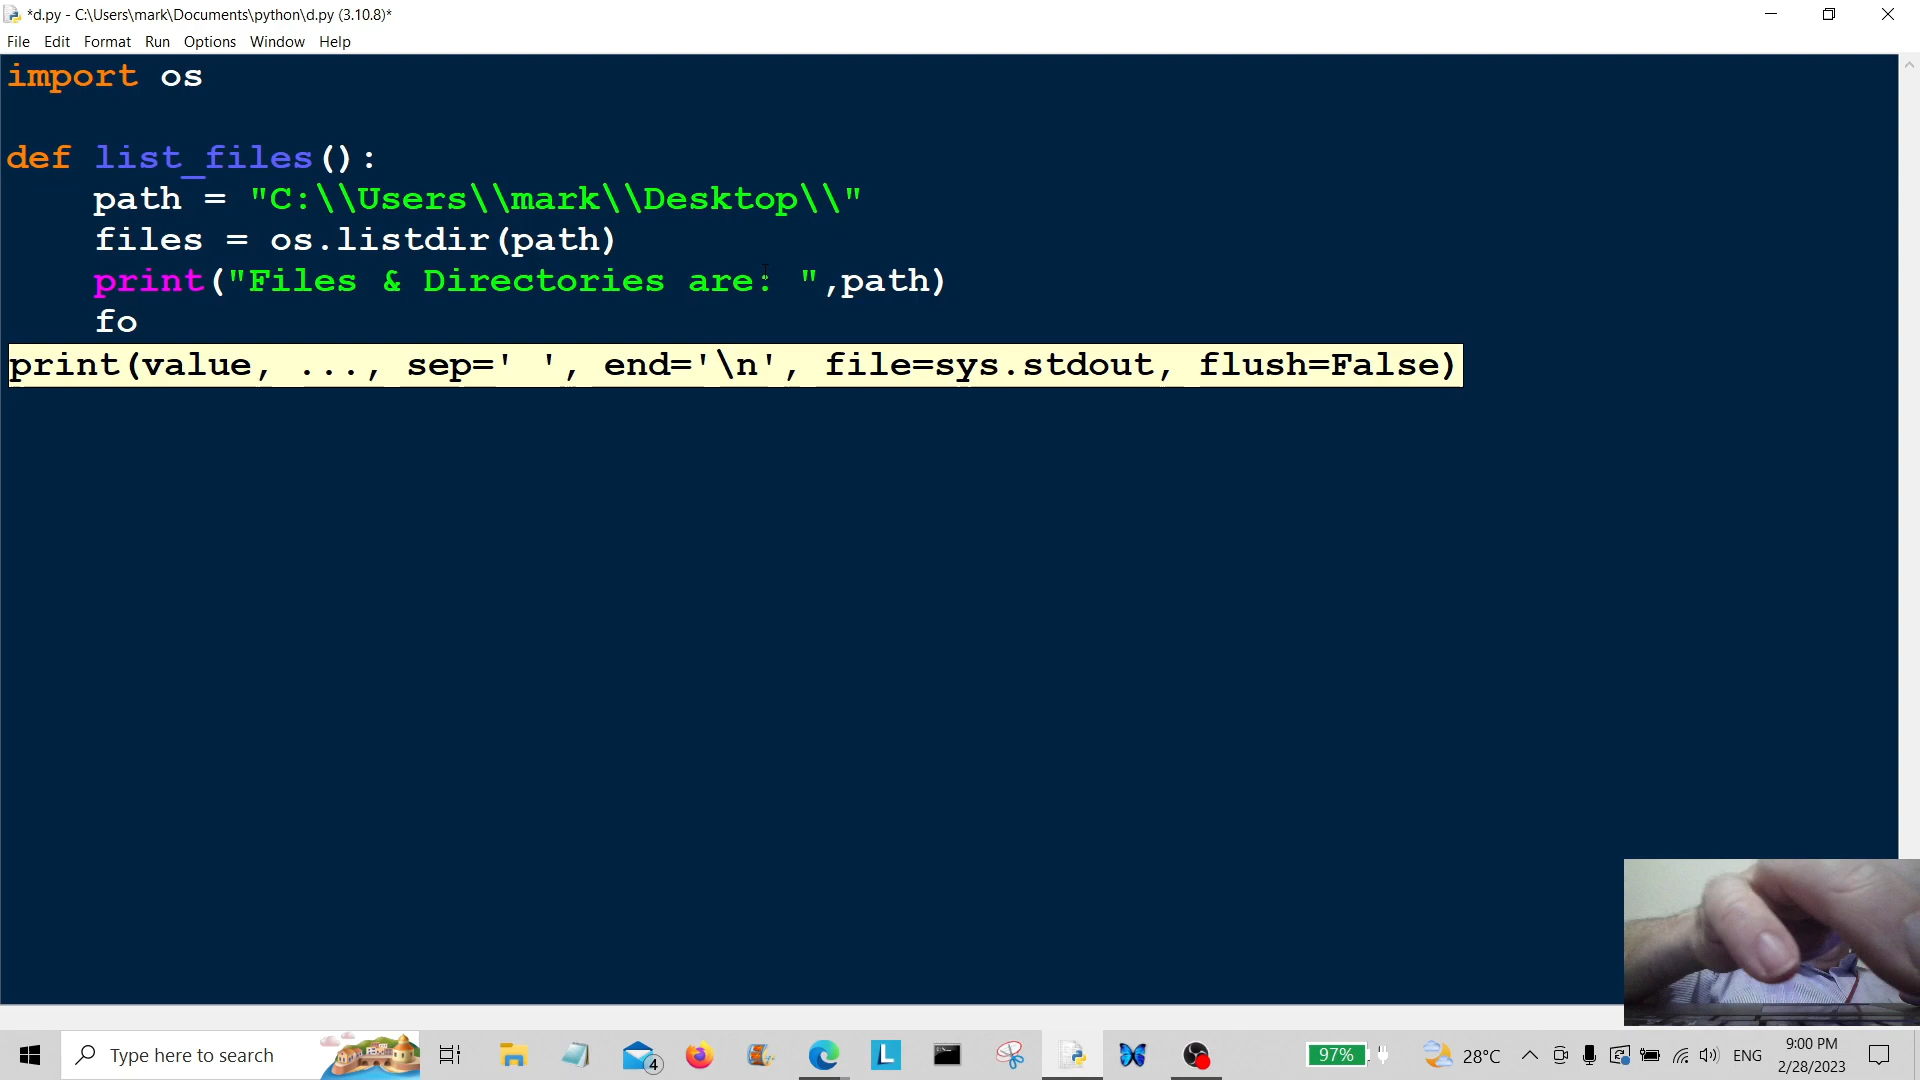 *d.py - C:\Users\mark\Documents\python\d.py (3.10.8)*
File Edit Format Run Options Window Help
import os
def list_files():
path = "C:\\Users\\mark\\Desktop\\"
files = os.listdir(path)
print("Files & Directories are: ",path)
fo
print(value, ..., sep=' ', end='\n', file=sys.stdout, flush=False)
Type here to search
4
L
97%
28°C
ENG
9:00 PM
2/28/2023